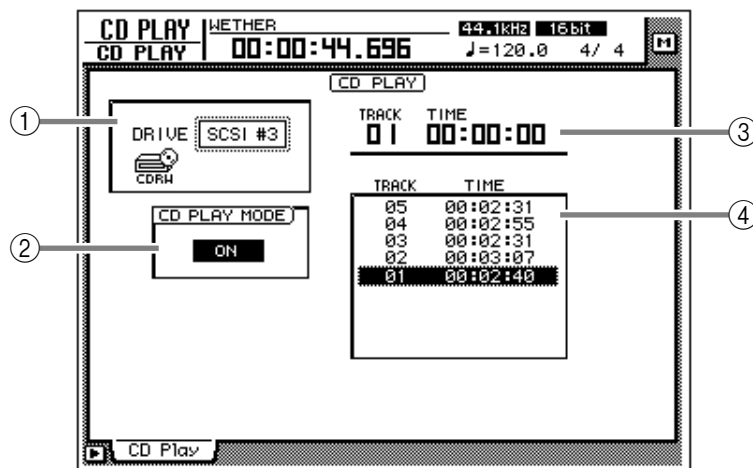 CD PLAY
CD PLAY
WETHER
00:00:44.696
44.1kHz 16bit
♩=120.0 4/ 4
M
CD PLAY
1
DRIVE SCSI #3
CDRW
TRACK TIME
01 00:00:00
3
2
CD PLAY MODE
ON
TRACK TIME
05 00:02:31
04 00:02:55
03 00:02:31
02 00:03:07
01 00:02:40
4
CD Play